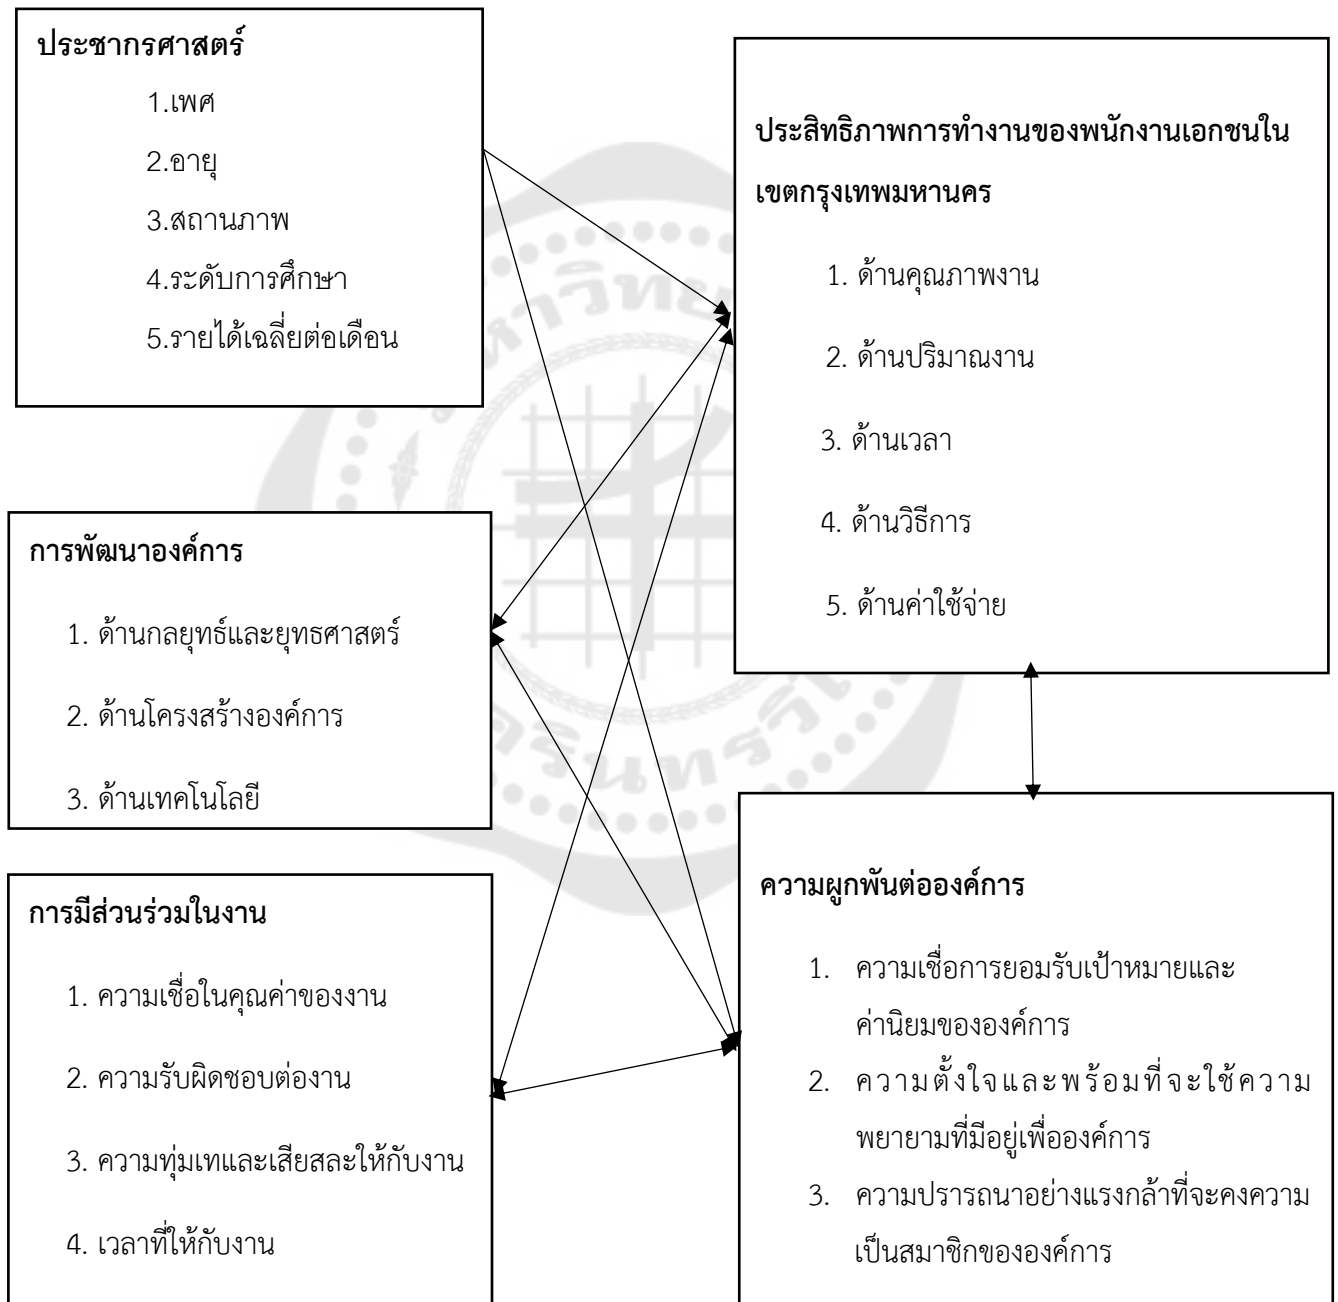 ประชากรศาสตร์
1.เพศ
2.อายุ
3.สถานภาพ
4.ระดับการศึกษา
5.รายได้เฉลี่ยต่อเดือน
ประสิทธิภาพการทำงานของพนักงานเอกชนใน
เขตกรุงเทพมหานคร
1. ด้านคุณภาพงาน
2. ด้านปริมาณงาน
3. ด้านเวลา
4. ด้านวิธีการ
5. ด้านค่าใช้จ่าย
การพัฒนาองค์การ
1. ด้านกลยุทธ์และยุทธศาสตร์
2. ด้านโครงสร้างองค์การ
3. ด้านเทคโนโลยี
การมีส่วนร่วมในงาน
1. ความเชื่อในคุณค่าของงาน
2. ความรับผิดชอบต่องาน
3. ความทุ่มเทและเสียสละให้กับงาน
4. เวลาที่ให้กับงาน
ความผูกพันต่อองค์การ
1. ความเชื่อการยอมรับเป้าหมายและ
ค่านิยมขององค์การ
2. ความตั้งใจและพร้อมที่จะใช้ความ
พยายามที่มีอยู่เพื่อองค์การ
3. ความปรารถนาอย่างแรงกล้าที่จะคงความ
เป็นสมาชิกขององค์การ